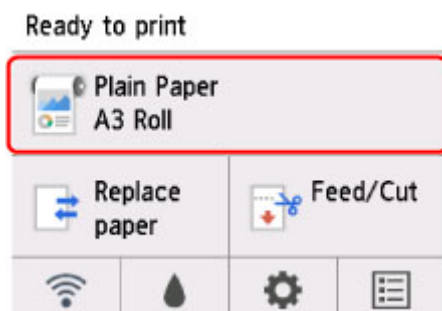 Ready to print
Plain Paper
A3 Roll
Replace
paper
Feed/Cut